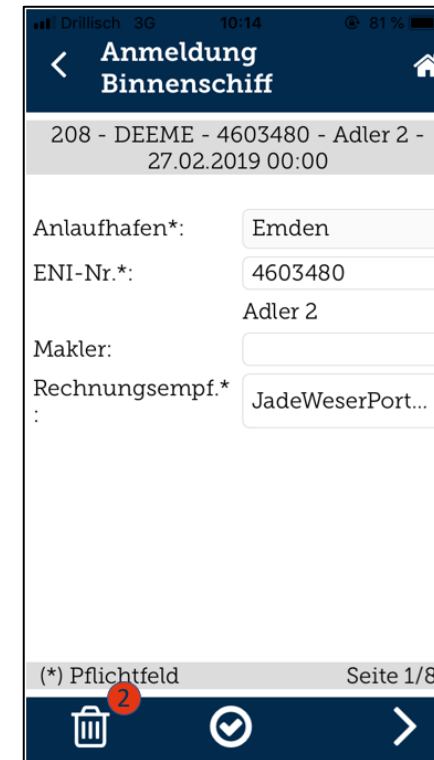 Drillisch 3G 10:14 81 %
Anmeldung
Binnenschiff
208 - DEEME - 4603480 - Adler 2 -
27.02.2019 00:00
Anlaufhafen*: Emden
ENI-Nr.*: 4603480
Adler 2
Makler:
Rechnungsempf.*
: JadeWeserPort...
(*) Pflichtfeld Seite 1/8
2